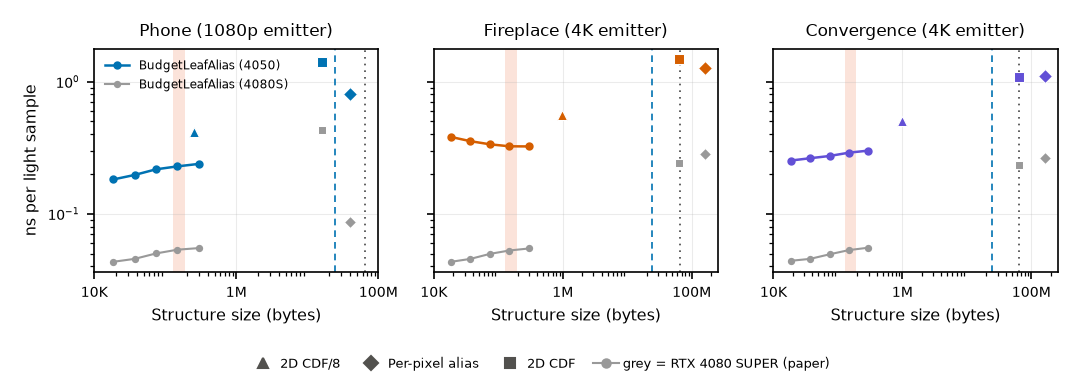 Phone (1080p emitter)
Fireplace (4K emitter)
Convergence (4K emitter)
BudgetLeafAlias (4050)
BudgetLeafAlias (4080S)
ns per light sample
10⁰
10⁻¹
10K 1M 100M
10K 1M 100M
10K 1M 100M
Structure size (bytes)
Structure size (bytes)
Structure size (bytes)
2D CDF/8 Per-pixel alias 2D CDF grey = RTX 4080 SUPER (paper)